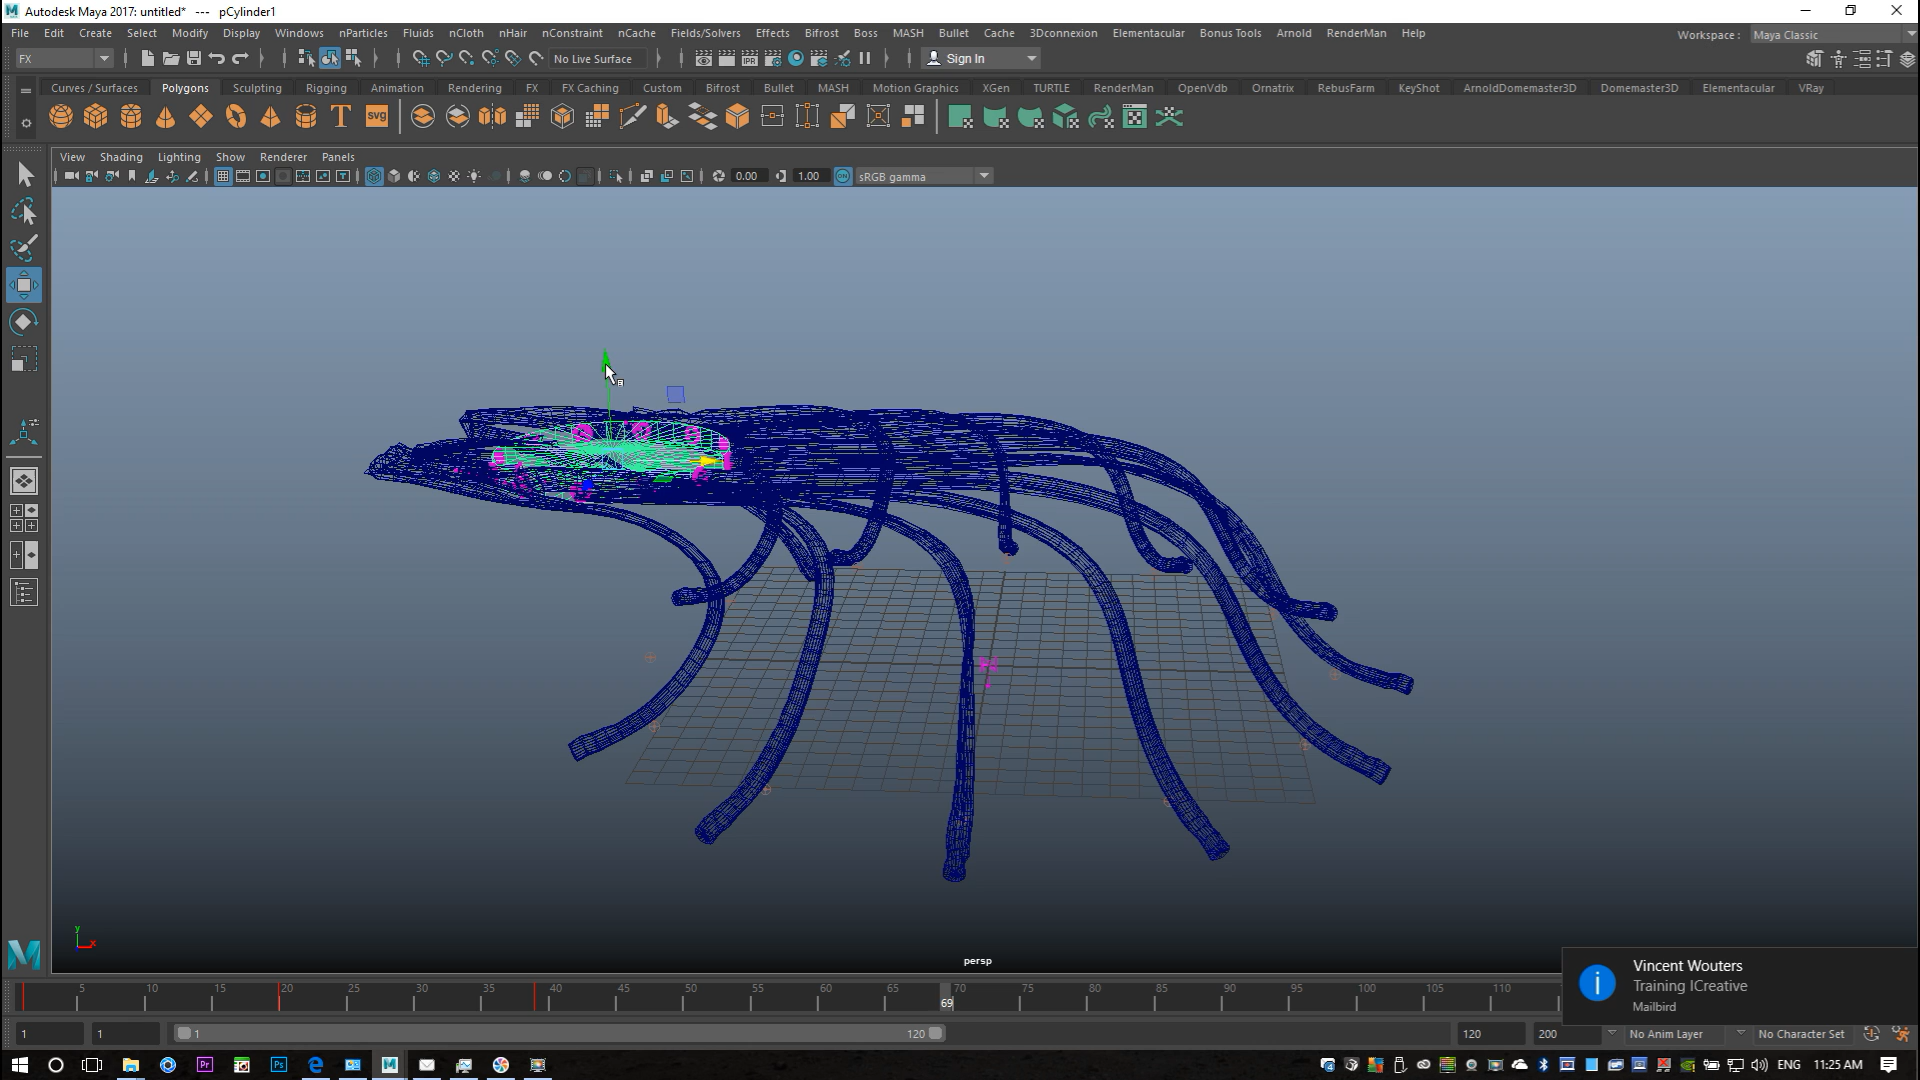 Autodesk Maya 2017: untitled* --- pCylinder1
File Edit Create Select Modify Display Windows nParticles Fluids nCloth nHair nConstraint nCache Fields/Solvers Effects Bifrost Boss MASH Bullet Cache 3Dconnexion Elementacular Bonus Tools Arnold RenderMan Help
Workspace : Maya Classic
FX No Live Surface IPR Sign In
Curves / Surfaces Polygons Sculpting Rigging Animation Rendering FX FX Caching Custom Bifrost Bullet MASH Motion Graphics XGen TURTLE RenderMan OpenVdb Ornatrix RebusFarm KeyShot ArnoldDomemaster3D Domemaster3D Elementacular VRay
T svg
View Shading Lighting Show Renderer Panels
0.00 1.00 ON sRGB gamma
y
x
persp
Vincent Wouters
Training ICreative
Mailbird
5 10 15 20 25 30 35 40 45 50 55 60 65 70 75 80 85 90 95 100 105 110
69
1 1 1 120 120 200 No Anim Layer No Character Set
Pr Ps M ENG 11:25 AM